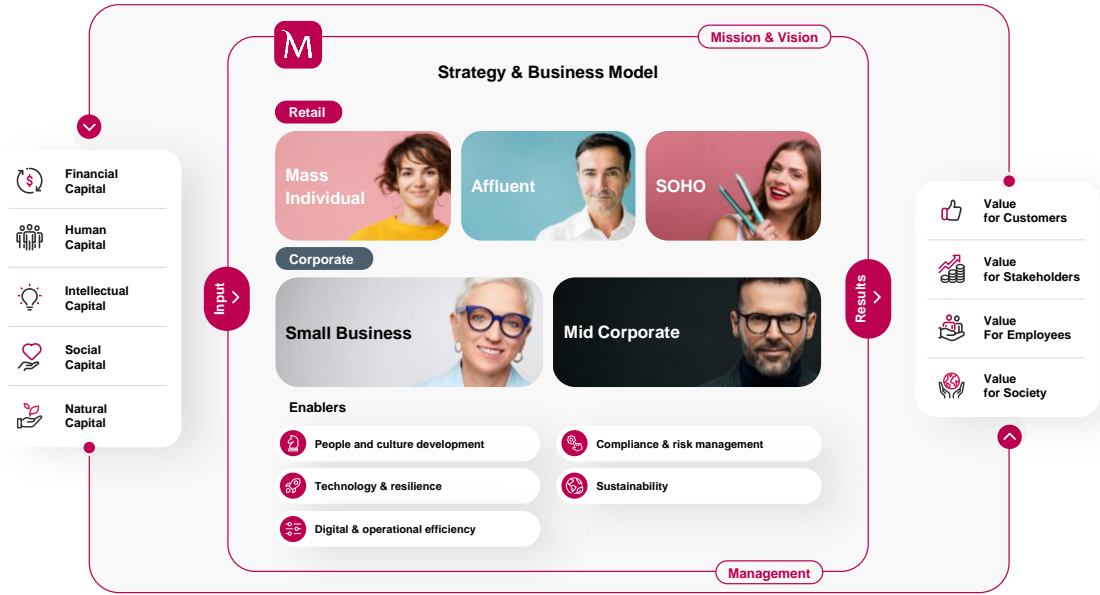 M
Mission & Vision
Strategy & Business Model
Retail
Mass
Individual
Affluent
SOHO
Corporate
Small Business
Mid Corporate
Enablers
People and culture development
Compliance & risk management
Technology & resilience
Sustainability
Digital & operational efficiency
Management
Input
Results
$
Financial
Capital
Human
Capital
Intellectual
Capital
Social
Capital
Natural
Capital
Value
for Customers
Value
for Stakeholders
Value
For Employees
Value
for Society